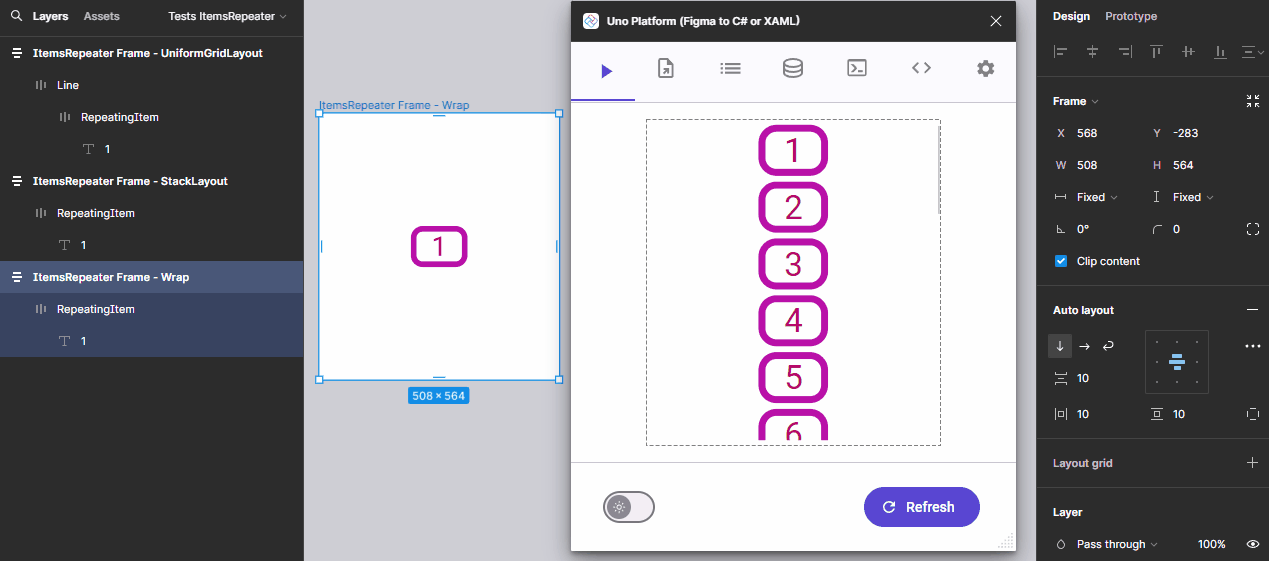 Layers Assets Tests ItemsRepeater
ItemsRepeater Frame - UniformGridLayout
Line
RepeatingItem
1
ItemsRepeater Frame - StackLayout
RepeatingItem
1
ItemsRepeater Frame - Wrap
RepeatingItem
1
ItemsRepeater Frame - Wrap
1
508 × 564
Uno Platform (Figma to C# or XAML)
1
2
3
4
5
6
Refresh
Design Prototype
Frame
X 568 Y -283
W 508 H 564
Fixed Fixed
0° 0
Clip content
Auto layout
10
10 10
Layout grid
Layer
Pass through 100%